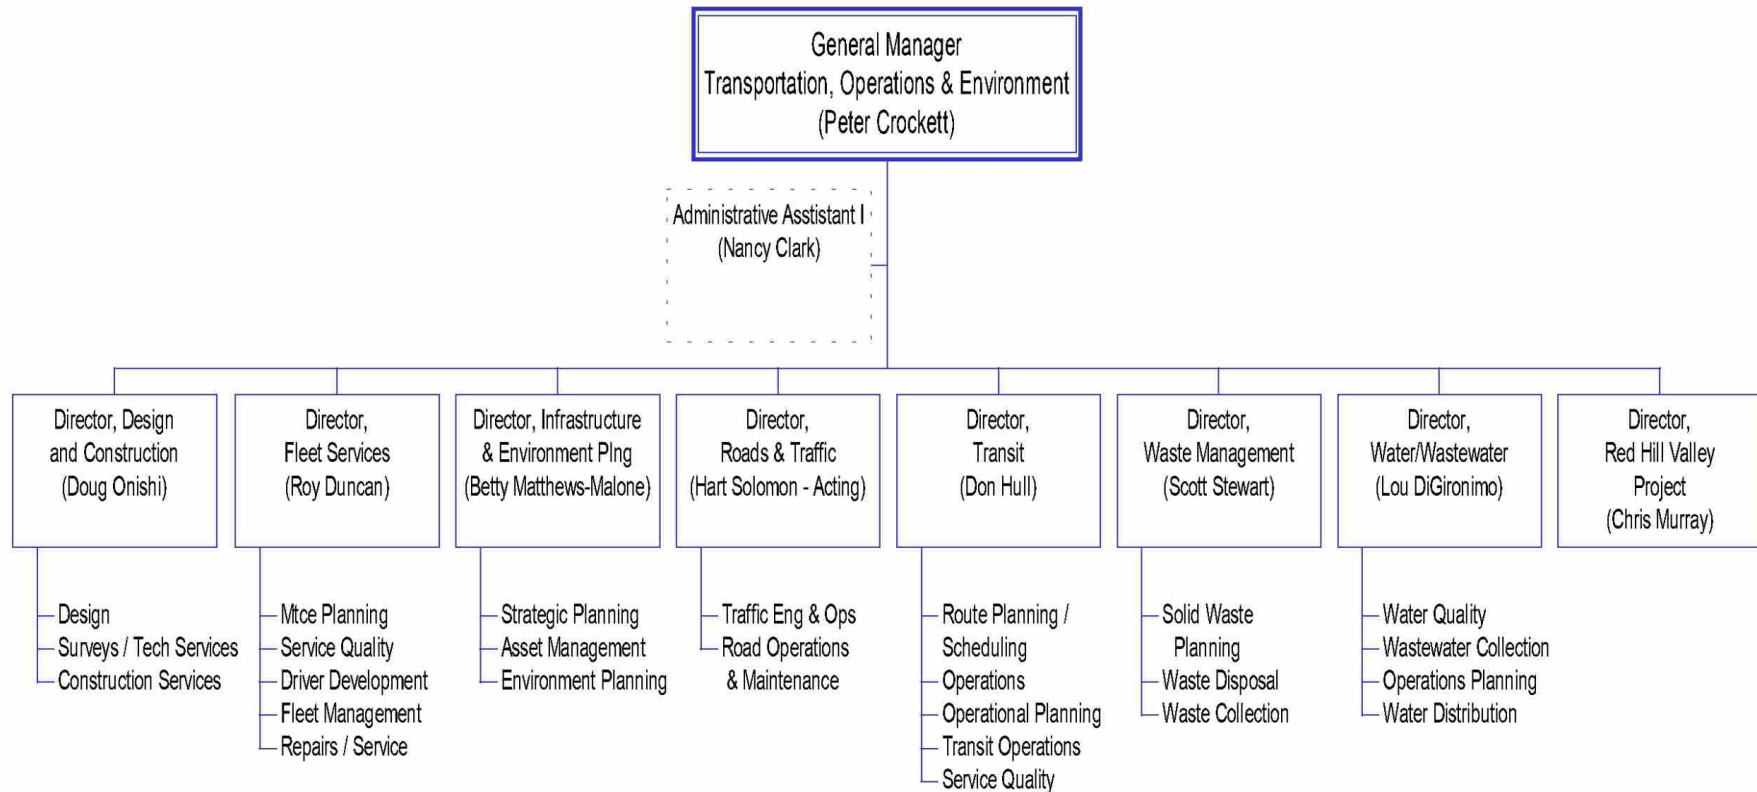 General Manager
Transportation, Operations & Environment
(Peter Crockett)
Administrative Asstistant I
(Nancy Clark)
Director, Design
and Construction
(Doug Onishi)
Design
Surveys / Tech Services
Construction Services
Director,
Fleet Services
(Roy Duncan)
Mtce Planning
Service Quality
Driver Development
Fleet Management
Repairs / Service
Director, Infrastructure
& Environment Plng
(Betty Matthews-Malone)
Strategic Planning
Asset Management
Environment Planning
Director,
Roads & Traffic
(Hart Solomon - Acting)
Traffic Eng & Ops
Road Operations
& Maintenance
Director,
Transit
(Don Hull)
Route Planning /
Scheduling
Operations
Operational Planning
Transit Operations
Service Quality
Director,
Waste Management
(Scott Stewart)
Solid Waste
Planning
Waste Disposal
Waste Collection
Director,
Water/Wastewater
(Lou DiGironimo)
Water Quality
Wastewater Collection
Operations Planning
Water Distribution
Director,
Red Hill Valley
Project
(Chris Murray)